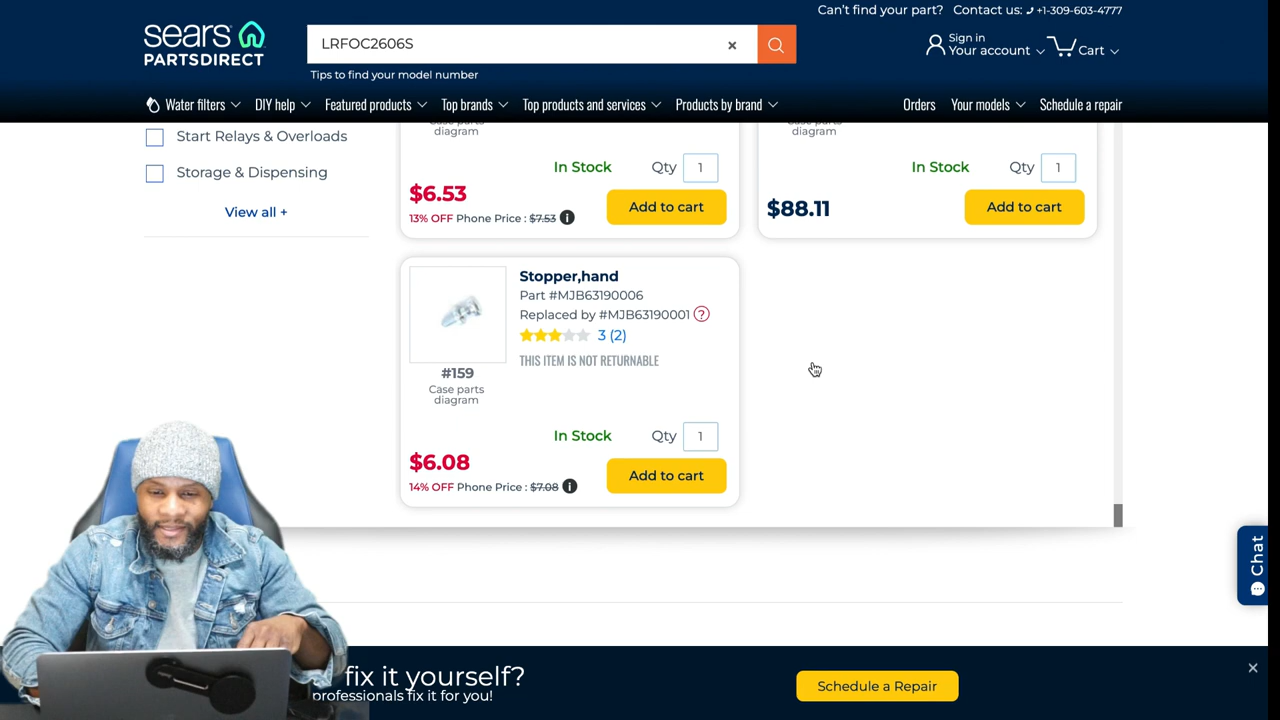 Can't find your part? Contact us: +1-309-603-4777
sears
PARTSDIRECT
LRFOC2606S
Tips to find your model number
Sign in
Your account
Cart
Water filters
DIY help
Featured products
Top brands
Top products and services
Products by brand
Orders
Your models
Schedule a repair
Start Relays & Overloads
Storage & Dispensing
View all +
Case parts
diagram
In Stock Qty 1
$6.53
13% OFF Phone Price : $7.53
Add to cart
Case parts
diagram
In Stock Qty 1
$88.11
Add to cart
Stopper,hand
Part #MJB63190006
Replaced by #MJB63190001
3 (2)
THIS ITEM IS NOT RETURNABLE
#159
Case parts
diagram
In Stock Qty 1
$6.08
14% OFF Phone Price : $7.08
Add to cart
Chat
fix it yourself?
professionals fix it for you!
Schedule a Repair